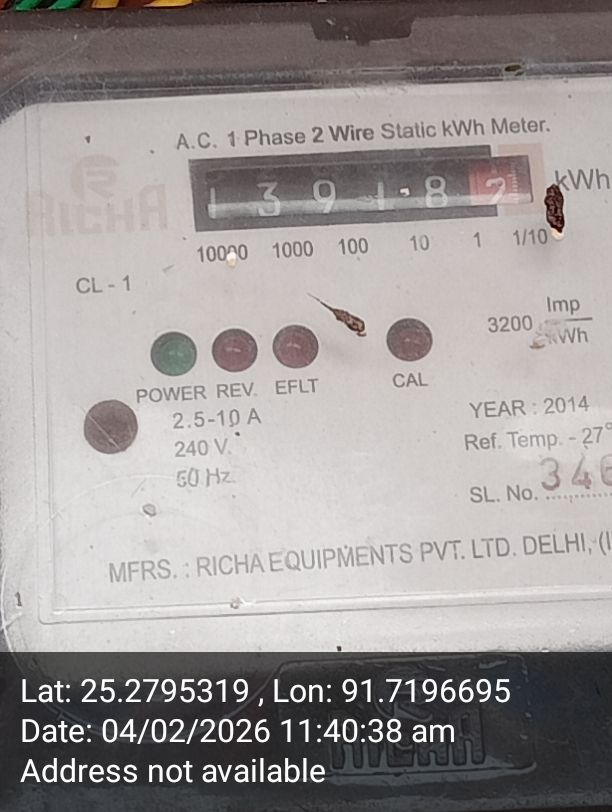 A.C. 1 Phase 2 Wire Static kWh Meter.
RICHA
1 3 9 1 8 2 kWh
10000 1000 100 10 1 1/10
CL - 1
3200 Imp
kWh
POWER REV. EFLT CAL
2.5-10 A
240 V.
50 Hz.
YEAR : 2014
Ref. Temp. - 27°
SL. No. 346
MFRS. : RICHA EQUIPMENTS PVT. LTD. DELHI, (I
Lat: 25.2795319 , Lon: 91.7196695
Date: 04/02/2026 11:40:38 am
Address not available